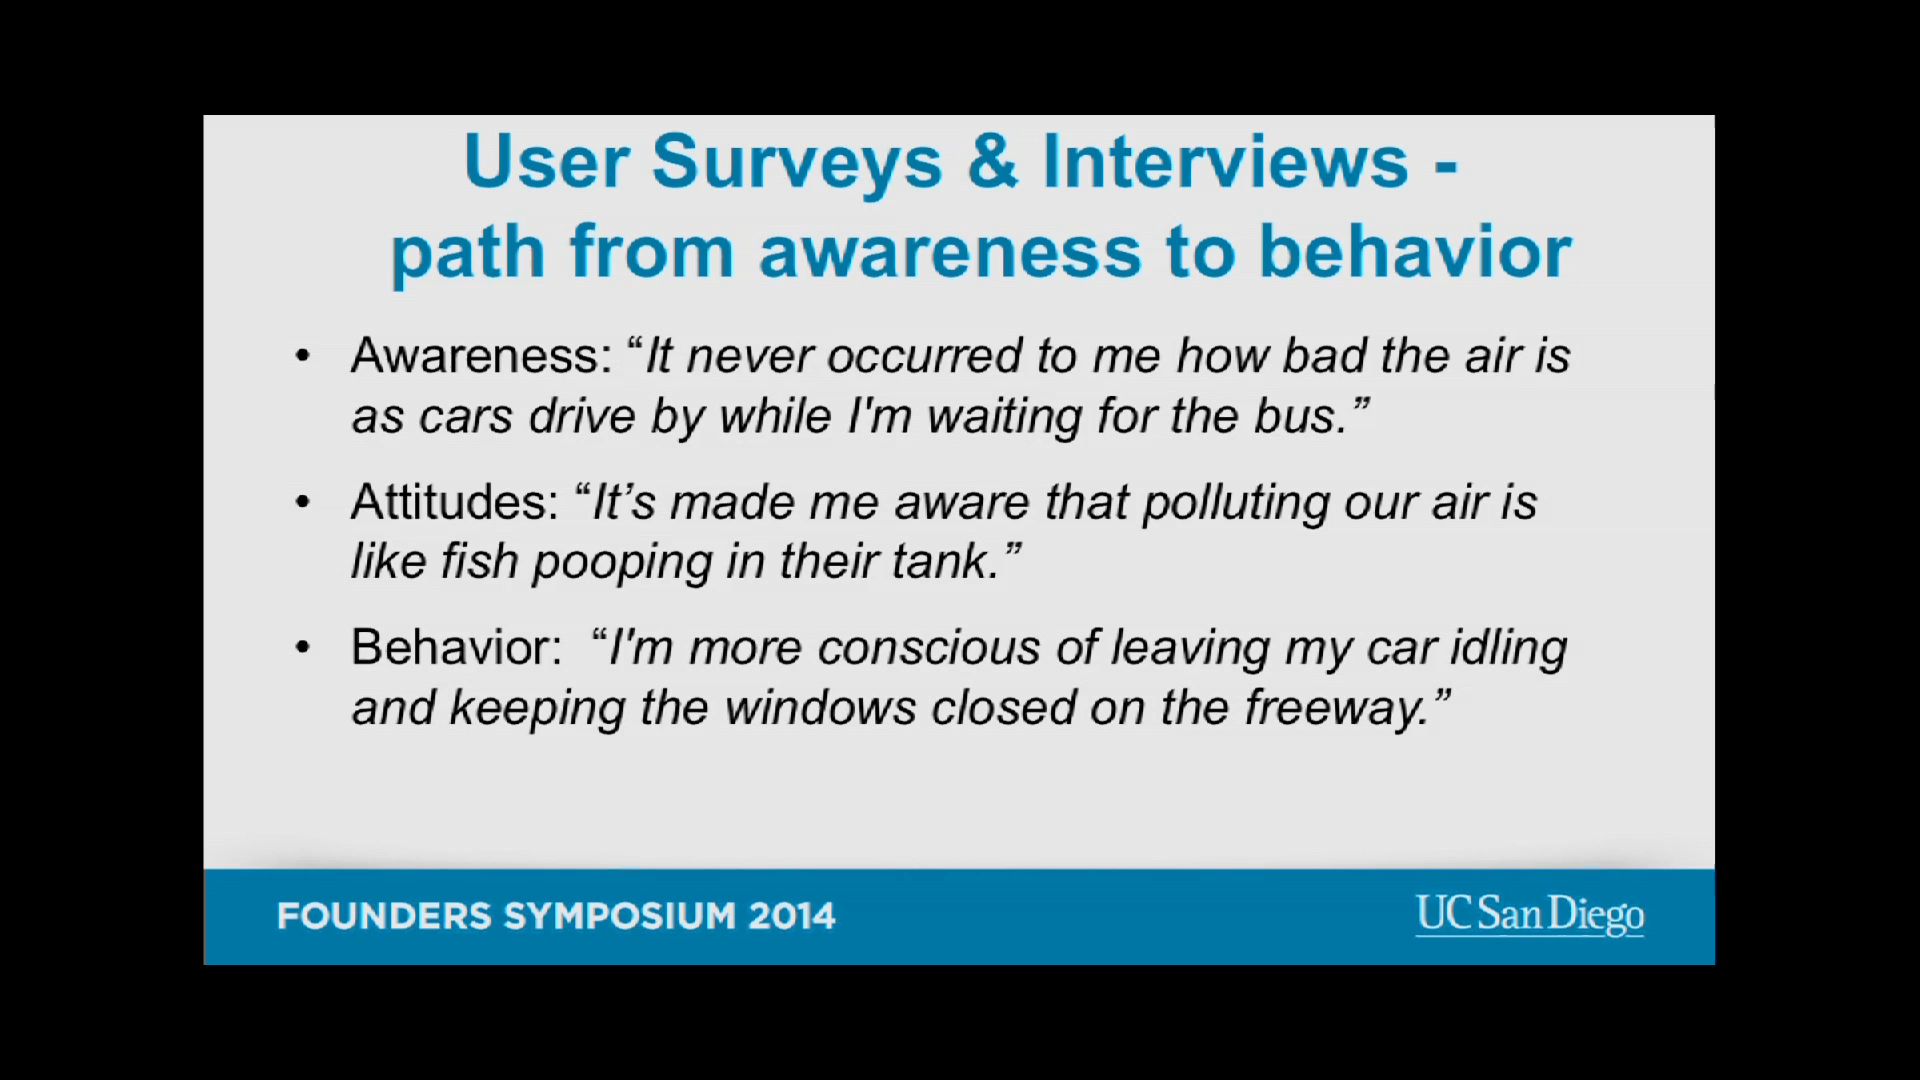 User Surveys & Interviews -
path from awareness to behavior
• Awareness: “It never occurred to me how bad the air is
as cars drive by while I'm waiting for the bus.”
• Attitudes: “It’s made me aware that polluting our air is
like fish pooping in their tank.”
• Behavior:  “I'm more conscious of leaving my car idling
and keeping the windows closed on the freeway.”
FOUNDERS SYMPOSIUM 2014
UC San Diego